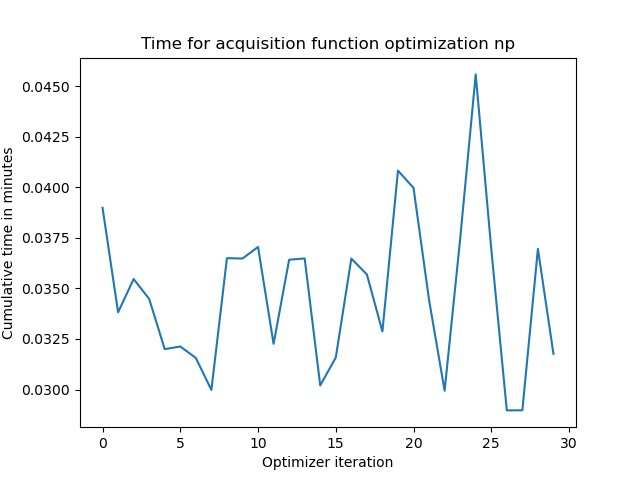 Time for acquisition function optimization np
Cumulative time in minutes
0.0450
0.0425
0.0400
0.0375
0.0350
0.0325
0.0300
0 5 10 15 20 25 30
Optimizer iteration